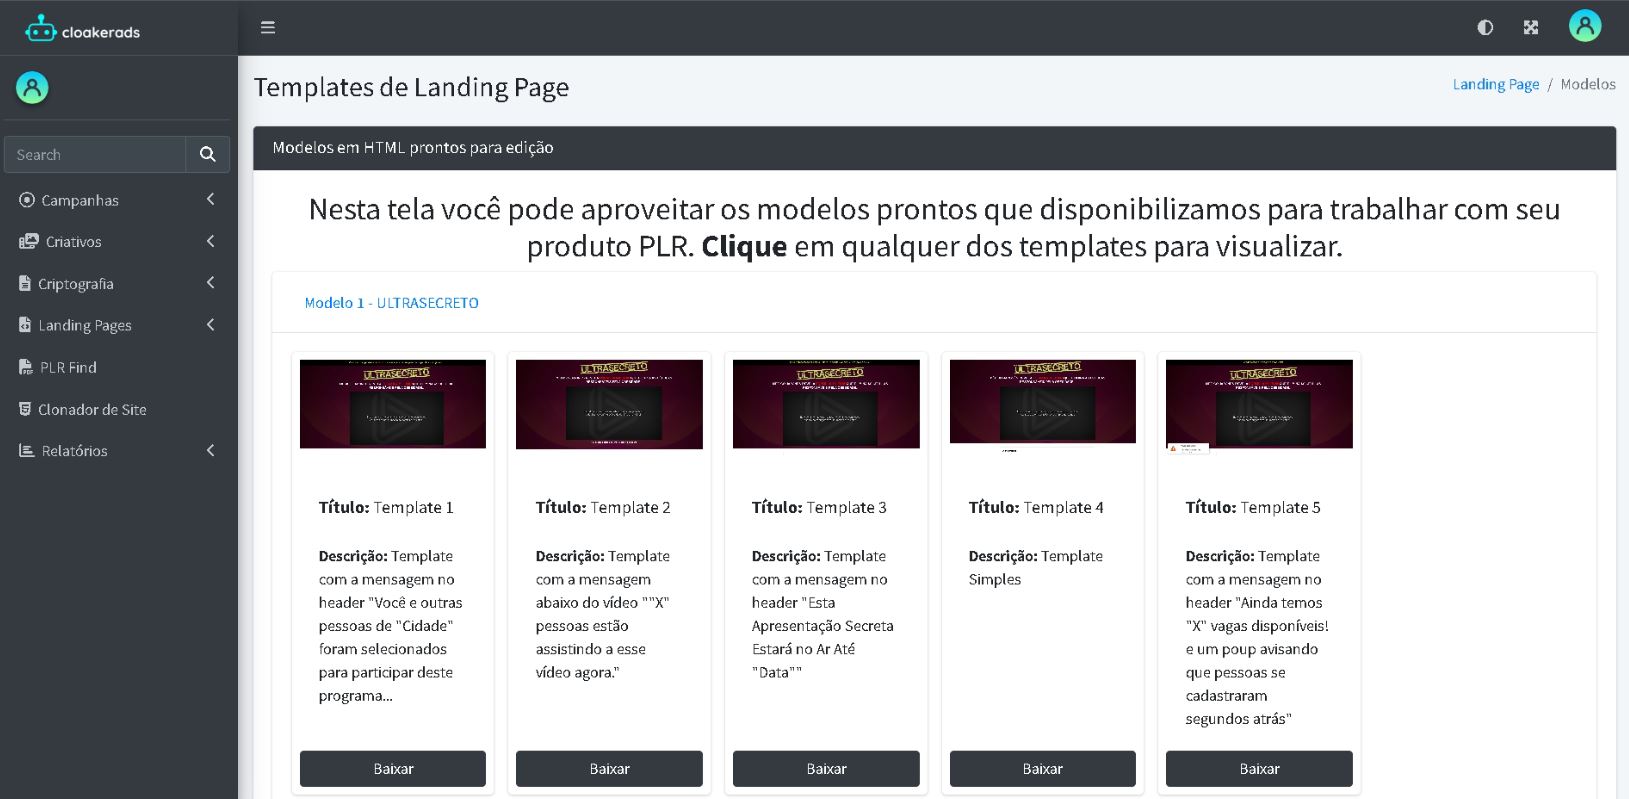 cloakerads
Templates de Landing Page
Landing Page / Modelos
Search
Campanhas
Criativos
Criptografia
Landing Pages
PLR Find
Clonador de Site
Relatórios
Modelos em HTML prontos para edição
Nesta tela você pode aproveitar os modelos prontos que disponibilizamos para trabalhar com seu
produto PLR. Clique em qualquer dos templates para visualizar.
Modelo 1 - ULTRASECRETO
ULTRASECRETO
Título: Template 1
Descrição: Template
com a mensagem no
header "Você e outras
pessoas de "Cidade"
foram selecionados
para participar deste
programa...
Baixar
ULTRASECRETO
Título: Template 2
Descrição: Template
com a mensagem
abaixo do vídeo ""X"
pessoas estão
assistindo a esse
vídeo agora."
Baixar
ULTRASECRETO
Título: Template 3
Descrição: Template
com a mensagem no
header "Esta
Apresentação Secreta
Estará no Ar Até
"Data""
Baixar
ULTRASECRETO
Título: Template 4
Descrição: Template
Simples
Baixar
ULTRASECRETO
Título: Template 5
Descrição: Template
com a mensagem no
header "Ainda temos
"X" vagas disponíveis!
e um poup avisando
que pessoas se
cadastraram
segundos atrás"
Baixar